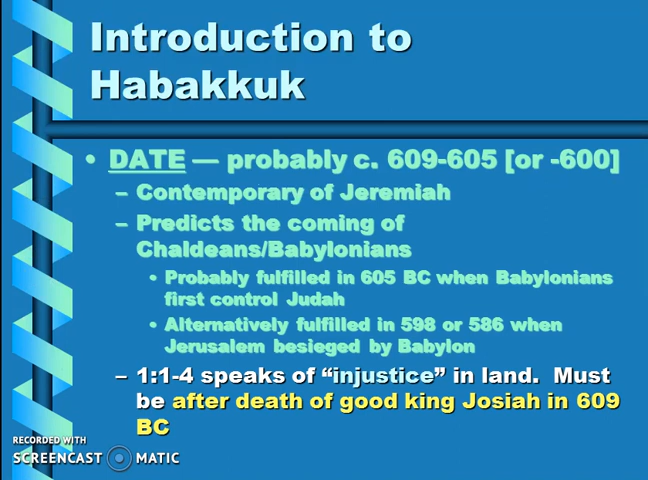 Introduction to
Habakkuk
• DATE — probably c. 609-605 [or -600]
– Contemporary of Jeremiah
– Predicts the coming of
Chaldeans/Babylonians
• Probably fulfilled in 605 BC when Babylonians
first control Judah
• Alternatively fulfilled in 598 or 586 when
Jerusalem besieged by Babylon
– 1:1-4 speaks of “injustice” in land. Must
be after death of good king Josiah in 609
BC
RECORDED WITH
SCREENCAST MATIC